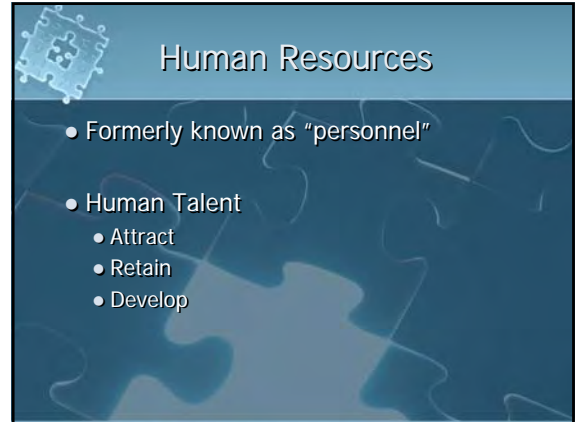 Human Resources
● Formerly known as "personnel"
● Human Talent
● Attract
● Retain
● Develop